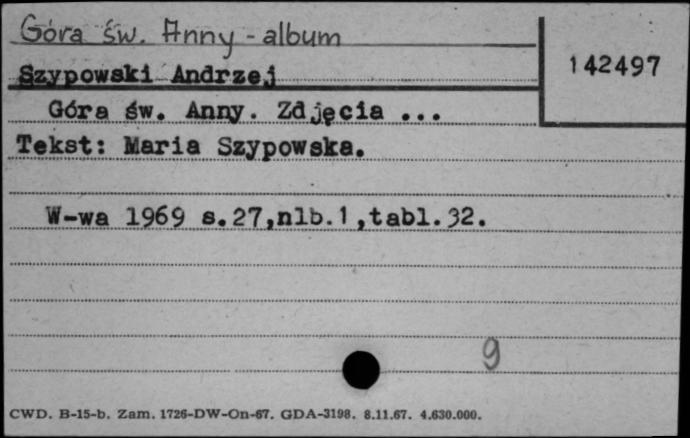 Góra św. Anny - album
142497
Szypowski Andrzej
Góra św. Anny. Zdjęcia ...
Tekst: Maria Szypowska.
W-wa 1969 s.27,nlb.1,tabl.32.
9
CWD. B-15-b. Zam. 1726-DW-On-67. GDA-3198. 8.11.67. 4.630.000.